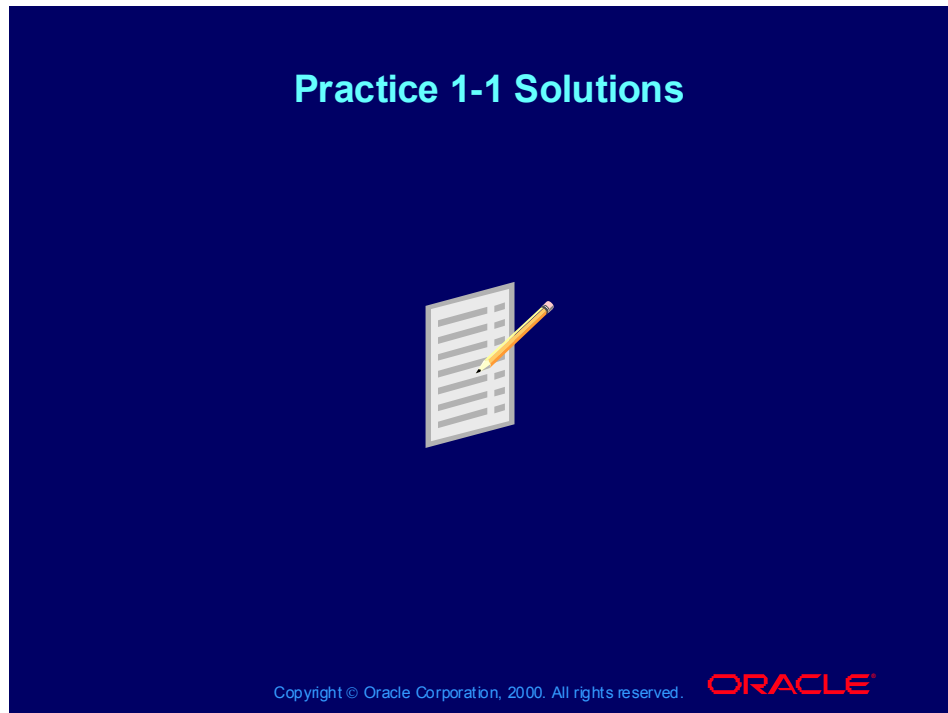 Practice 1-1 Solutions
Copyright © Oracle Corporation, 2000. All rights reserved.
ORACLE®